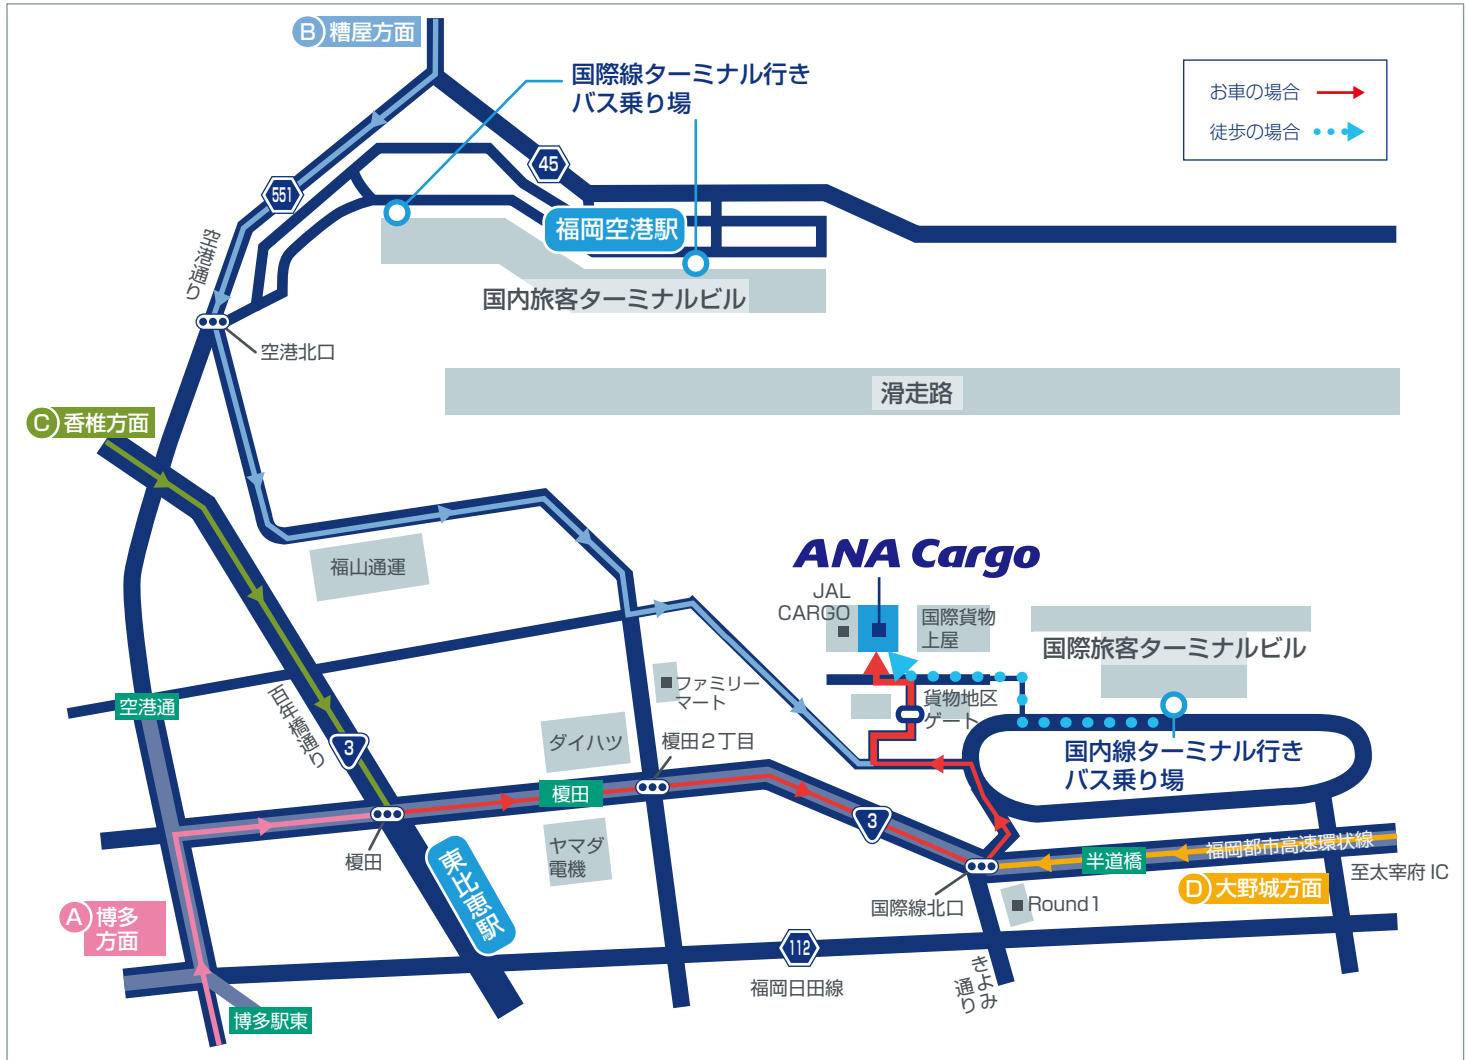 B 糟屋方面
国際線ターミナル行き
バス乗り場
お車の場合
徒歩の場合
45
551
福岡空港駅
空港通り
国内旅客ターミナルビル
空港北口
滑走路
C 香椎方面
福山通運
ANA Cargo
JAL
CARGO
国際貨物
上屋
国際旅客ターミナルビル
ファミリー
マート
貨物地区
ゲート
空港通
百年橋通り
3
ダイハツ
榎田2丁目
国内線ターミナル行き
バス乗り場
榎田
3
福岡都市高速環状線
半道橋
榎田
ヤマダ
電機
東比恵駅
至太宰府 IC
D 大野城方面
国際線北口
Round1
A 博多
方面
112
福岡日田線
きよみ
通り
博多駅東